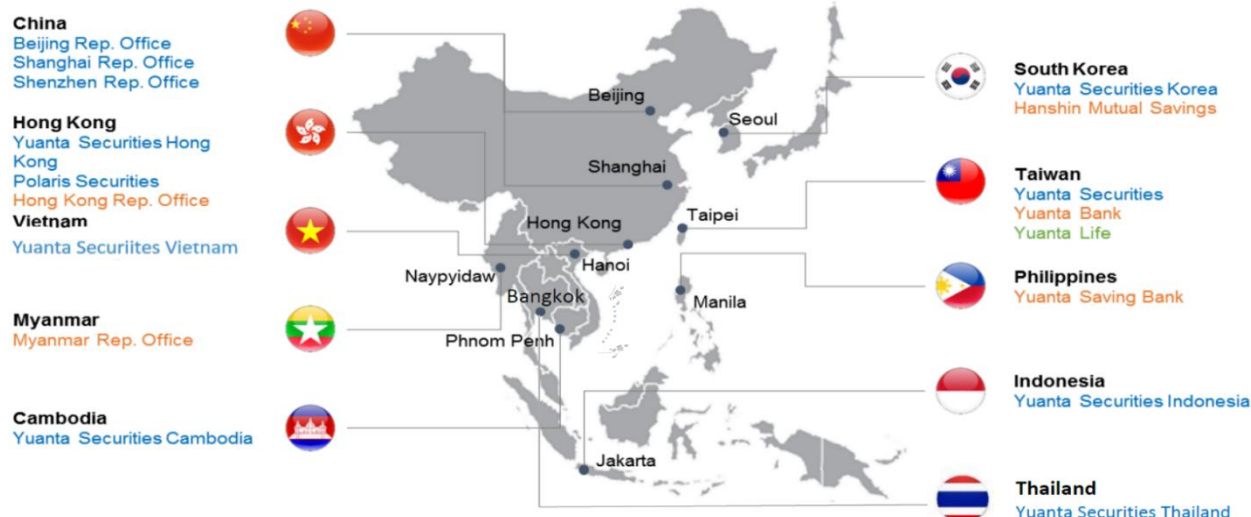 China
Beijing Rep. Office
Shanghai Rep. Office
Shenzhen Rep. Office
Hong Kong
Yuanta Securities Hong
Kong
Polaris Securities
Hong Kong Rep. Office
Vietnam
Yuanta Securiites Vietnam
Myanmar
Myanmar Rep. Office
Cambodia
Yuanta Securities Cambodia
Beijing
Seoul
Shanghai
Hong Kong
Taipei
Hanoi
Naypyidaw
Bangkok
Manila
Phnom Penh
Jakarta
South Korea
Yuanta Securities Korea
Hanshin Mutual Savings
Taiwan
Yuanta Securities
Yuanta Bank
Yuanta Life
Philippines
Yuanta Saving Bank
Indonesia
Yuanta Securities Indonesia
Thailand
Yuanta Securities Thailand